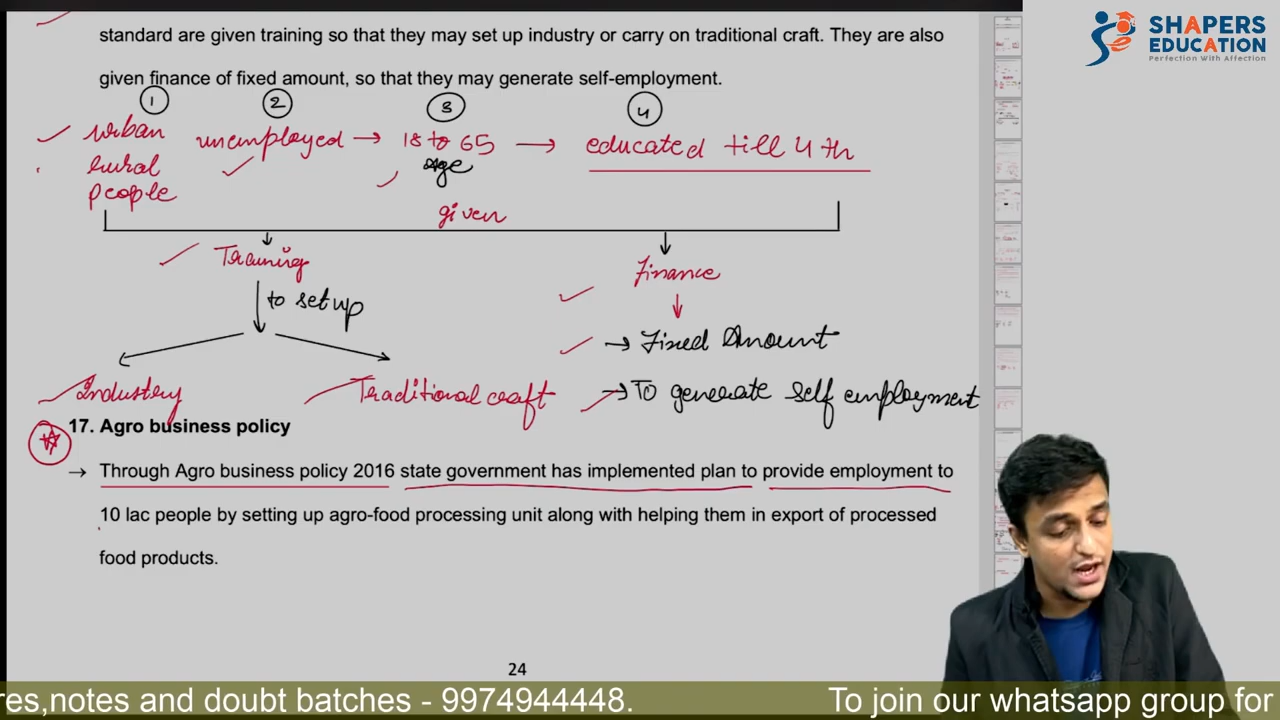 SHAPERS
EDUCATION
Perfection With Affection
standard are given training so that they may set up industry or carry on traditional craft. They are also
given finance of fixed amount, so that they may generate self-employment.
1 2 3 4
urban unemployed → 18 to 65 → educated till 4th
rural age
people
given
Training Finance
to set up
→ Fixed Amount
Industry Traditional craft → To generate self employment
17. Agro business policy
→ Through Agro business policy 2016 state government has implemented plan to provide employment to
10 lac people by setting up agro-food processing unit along with helping them in export of processed
food products.
24
res,notes and doubt batches - 9974944448. To join our whatsapp group for